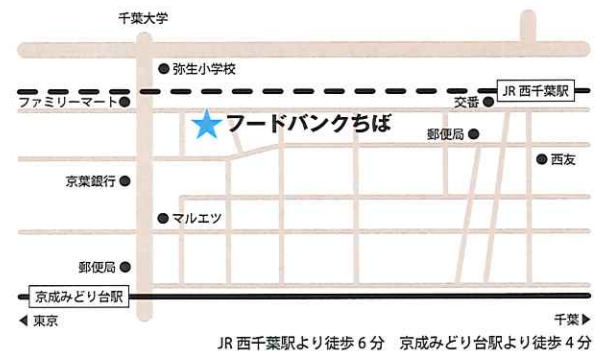 千葉大学
弥生小学校
JR 西千葉駅
ファミリーマート
交番
フードバンクちば
郵便局
西友
京葉銀行
マルエツ
郵便局
京成みどり台駅
東京
千葉
JR 西千葉駅より徒歩 6 分 京成みどり台駅より徒歩 4 分